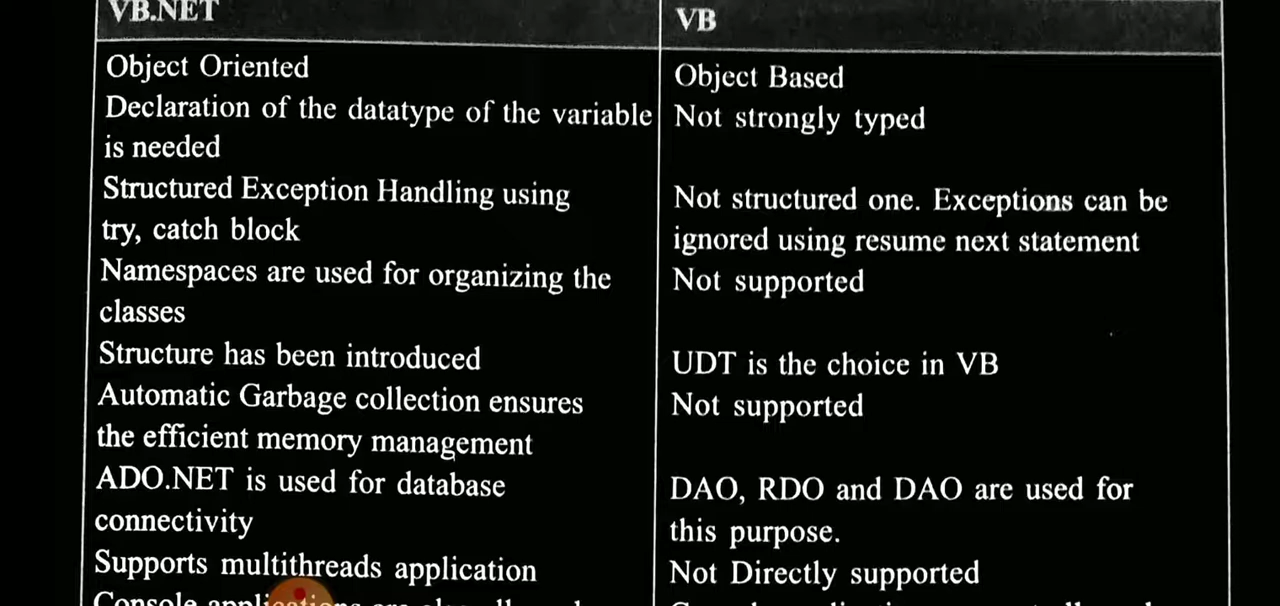 VB.NET
VB
Object Oriented
Object Based
Declaration of the datatype of the variable
is needed
Not strongly typed
Structured Exception Handling using
try, catch block
Not structured one. Exceptions can be
ignored using resume next statement
Namespaces are used for organizing the
classes
Not supported
Structure has been introduced
UDT is the choice in VB
Automatic Garbage collection ensures
the efficient memory management
Not supported
ADO.NET is used for database
connectivity
DAO, RDO and DAO are used for
this purpose.
Supports multithreads application
Not Directly supported
Console